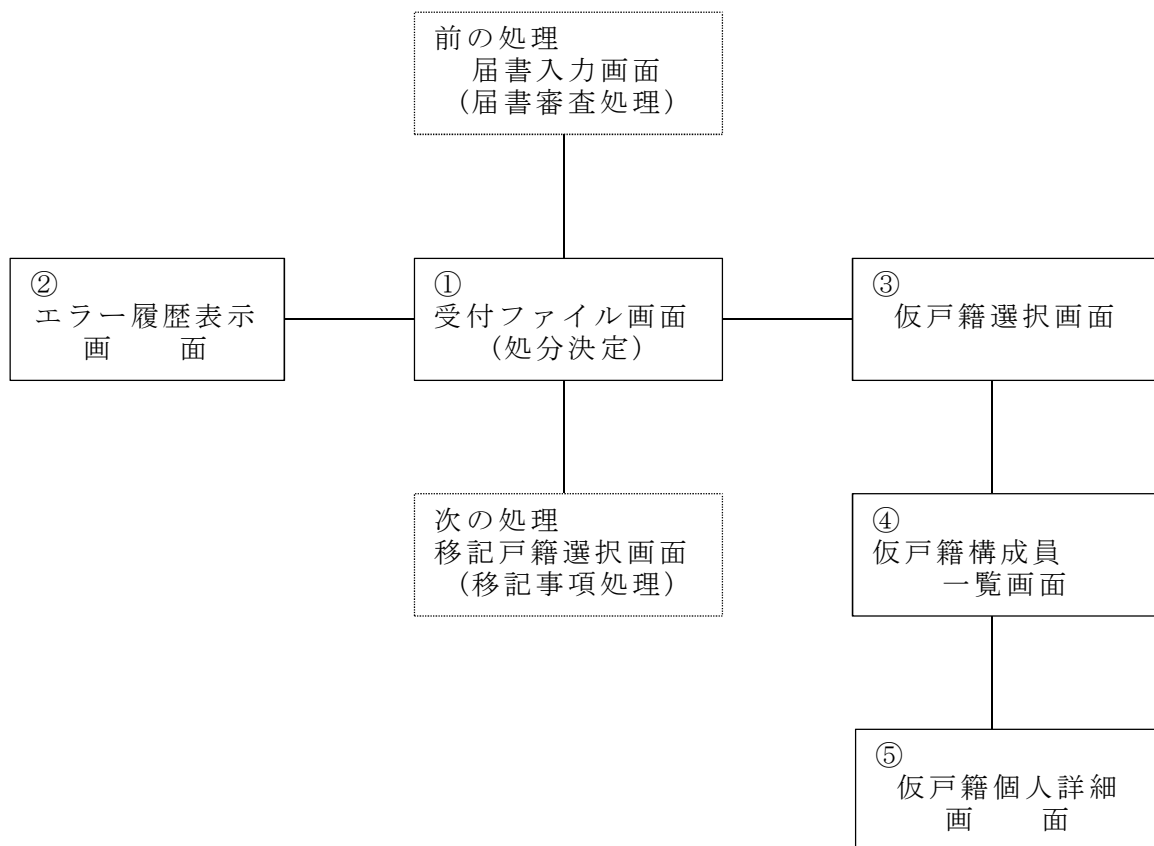 前の処理
届書入力画面
(届書審査処理)
②
エラー履歴表示
画　面
①
受付ファイル画面
(処分決定)
③
仮戸籍選択画面
次の処理
移記戸籍選択画面
(移記事項処理)
④
仮戸籍構成員
一覧画面
⑤
仮戸籍個人詳細
画　面